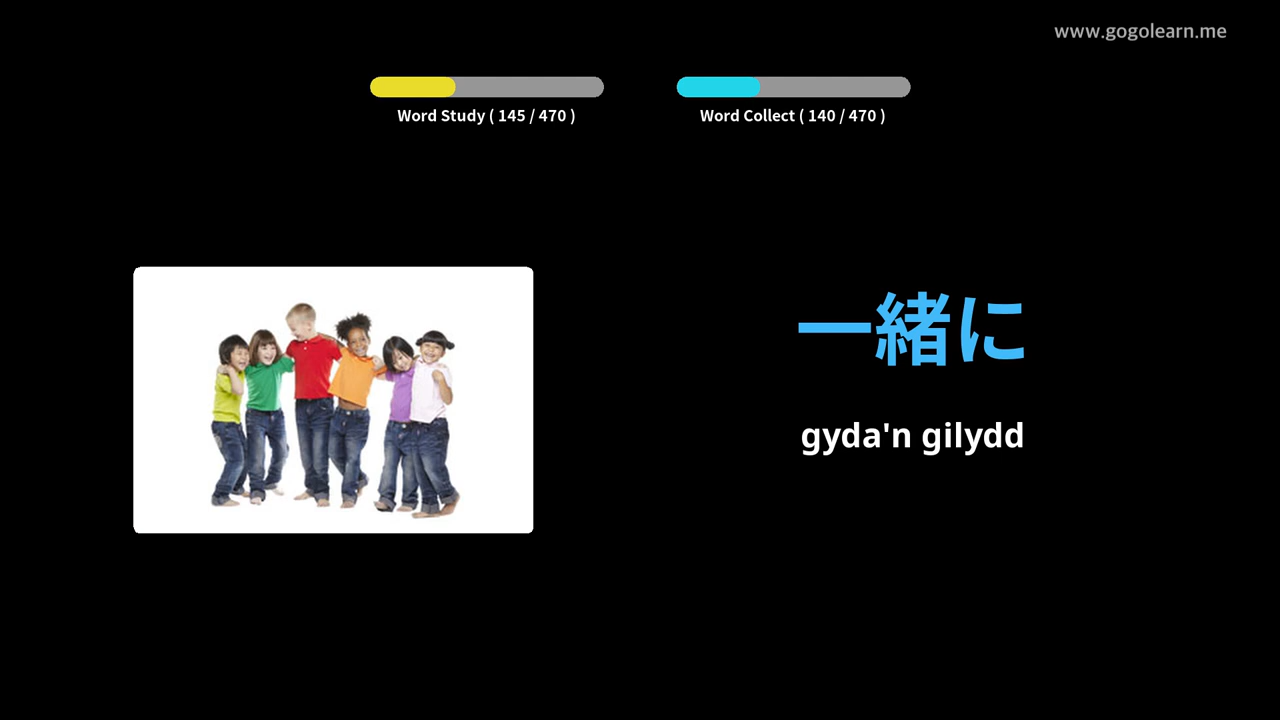 www.gogolearn.me
Word Study ( 145 / 470 )
Word Collect ( 140 / 470 )
一緒に
gyda'n gilydd